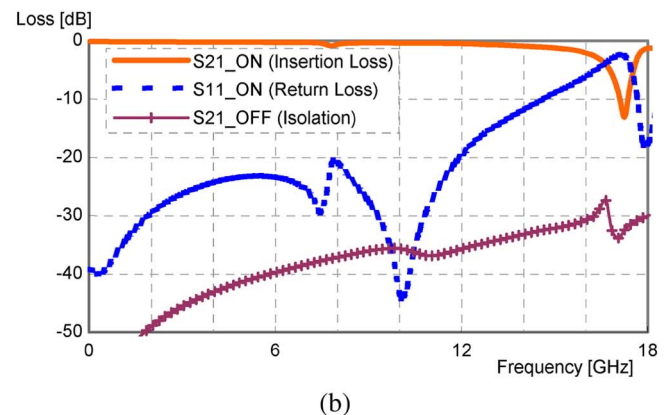 Loss [dB]
0
S21_ON (Insertion Loss)
S11_ON (Return Loss)
S21_OFF (Isolation)
-10
-20
-30
-40
-50
0 6 12 18
Frequency [GHz]
(b)